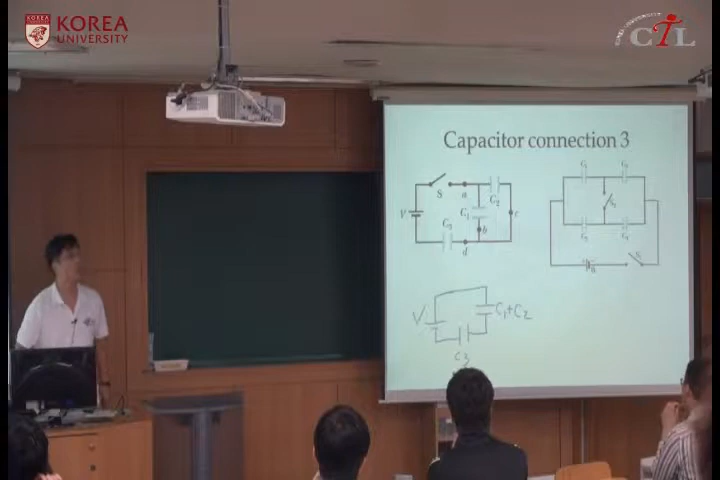 KOREA
UNIVERSITY
CTL
Capacitor connection 3
S
a
C₂
V
C₁
c
b
C₃
d
V
C₁+C₂
C3